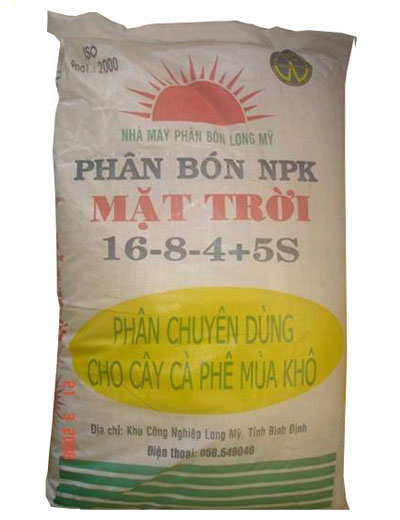 ISO
9001 : 2000
NHÀ MÁY PHÂN BÓN LONG MỸ
PHÂN BÓN NPK
MẶT TRỜI
16-8-4+5S
PHÂN CHUYÊN DÙNG
CHO CÂY CÀ PHÊ MÙA KHÔ
Địa chỉ: Khu Công Nghiệp Long Mỹ, Tỉnh Bình Định
Điện thoại: 056.549040